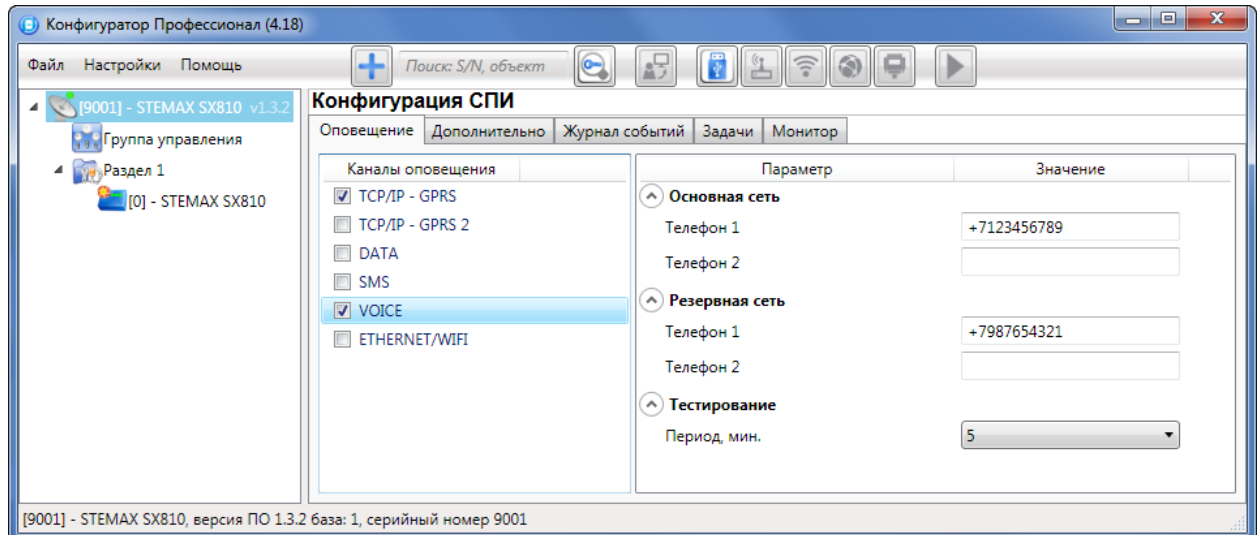 Конфигуратор Профессионал (4.18)
Файл Настройки Помощь Поиск: S/N, объект
[9001] - STEMAX SX810 v1.3.2
Группа управления
Раздел 1
[0] - STEMAX SX810
Конфигурация СПИ
Оповещение Дополнительно Журнал событий Задачи Монитор
Каналы оповещения
TCP/IP - GPRS
TCP/IP - GPRS 2
DATA
SMS
VOICE
ETHERNET/WIFI
Параметр Значение
Основная сеть
Телефон 1 +7123456789
Телефон 2
Резервная сеть
Телефон 1 +7987654321
Телефон 2
Тестирование
Период, мин. 5
[9001] - STEMAX SX810, версия ПО 1.3.2 база: 1, серийный номер 9001